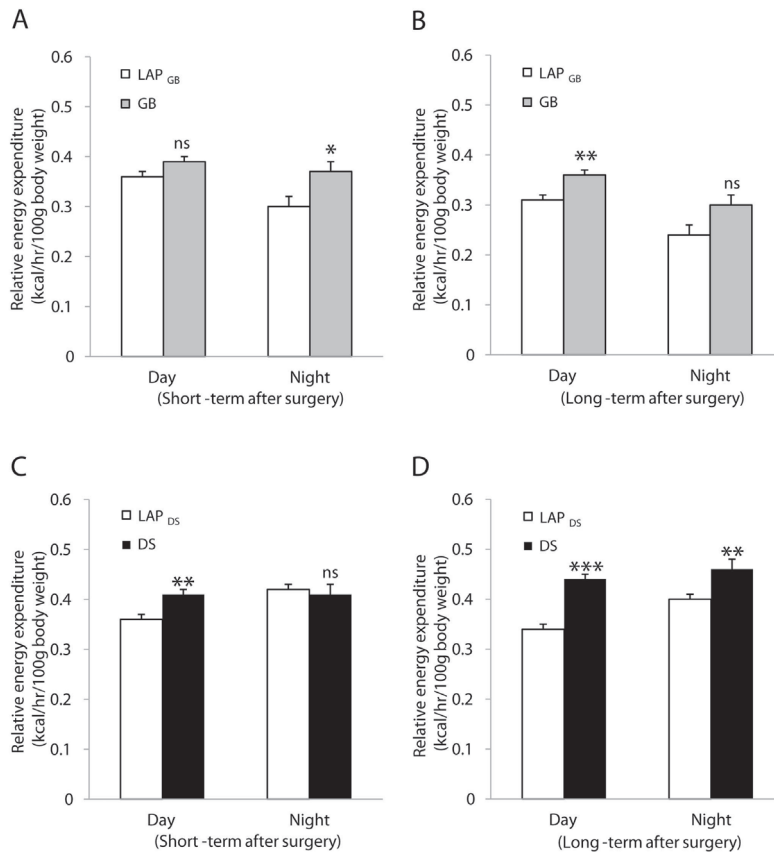 A
Relative energy expenditure
(kcal/hr/100g body weight)
0.6
0.5
0.4
0.3
0.2
0.1
0
LAP GB
GB
ns
*
Day Night
(Short -term after surgery)
B
Relative energy expenditure
(kcal/hr/100g body weight)
0.6
0.5
0.4
0.3
0.2
0.1
0
LAP GB
GB
**
ns
Day Night
(Long -term after surgery)
C
Relative energy expenditure
(kcal/hr/100g body weight)
0.6
0.5
0.4
0.3
0.2
0.1
0
LAP DS
DS
**
ns
Day Night
(Short -term after surgery)
D
Relative energy expenditure
(kcal/hr/100g body weight)
0.6
0.5
0.4
0.3
0.2
0.1
0
LAP DS
DS
***
**
Day Night
(Long -term after surgery)